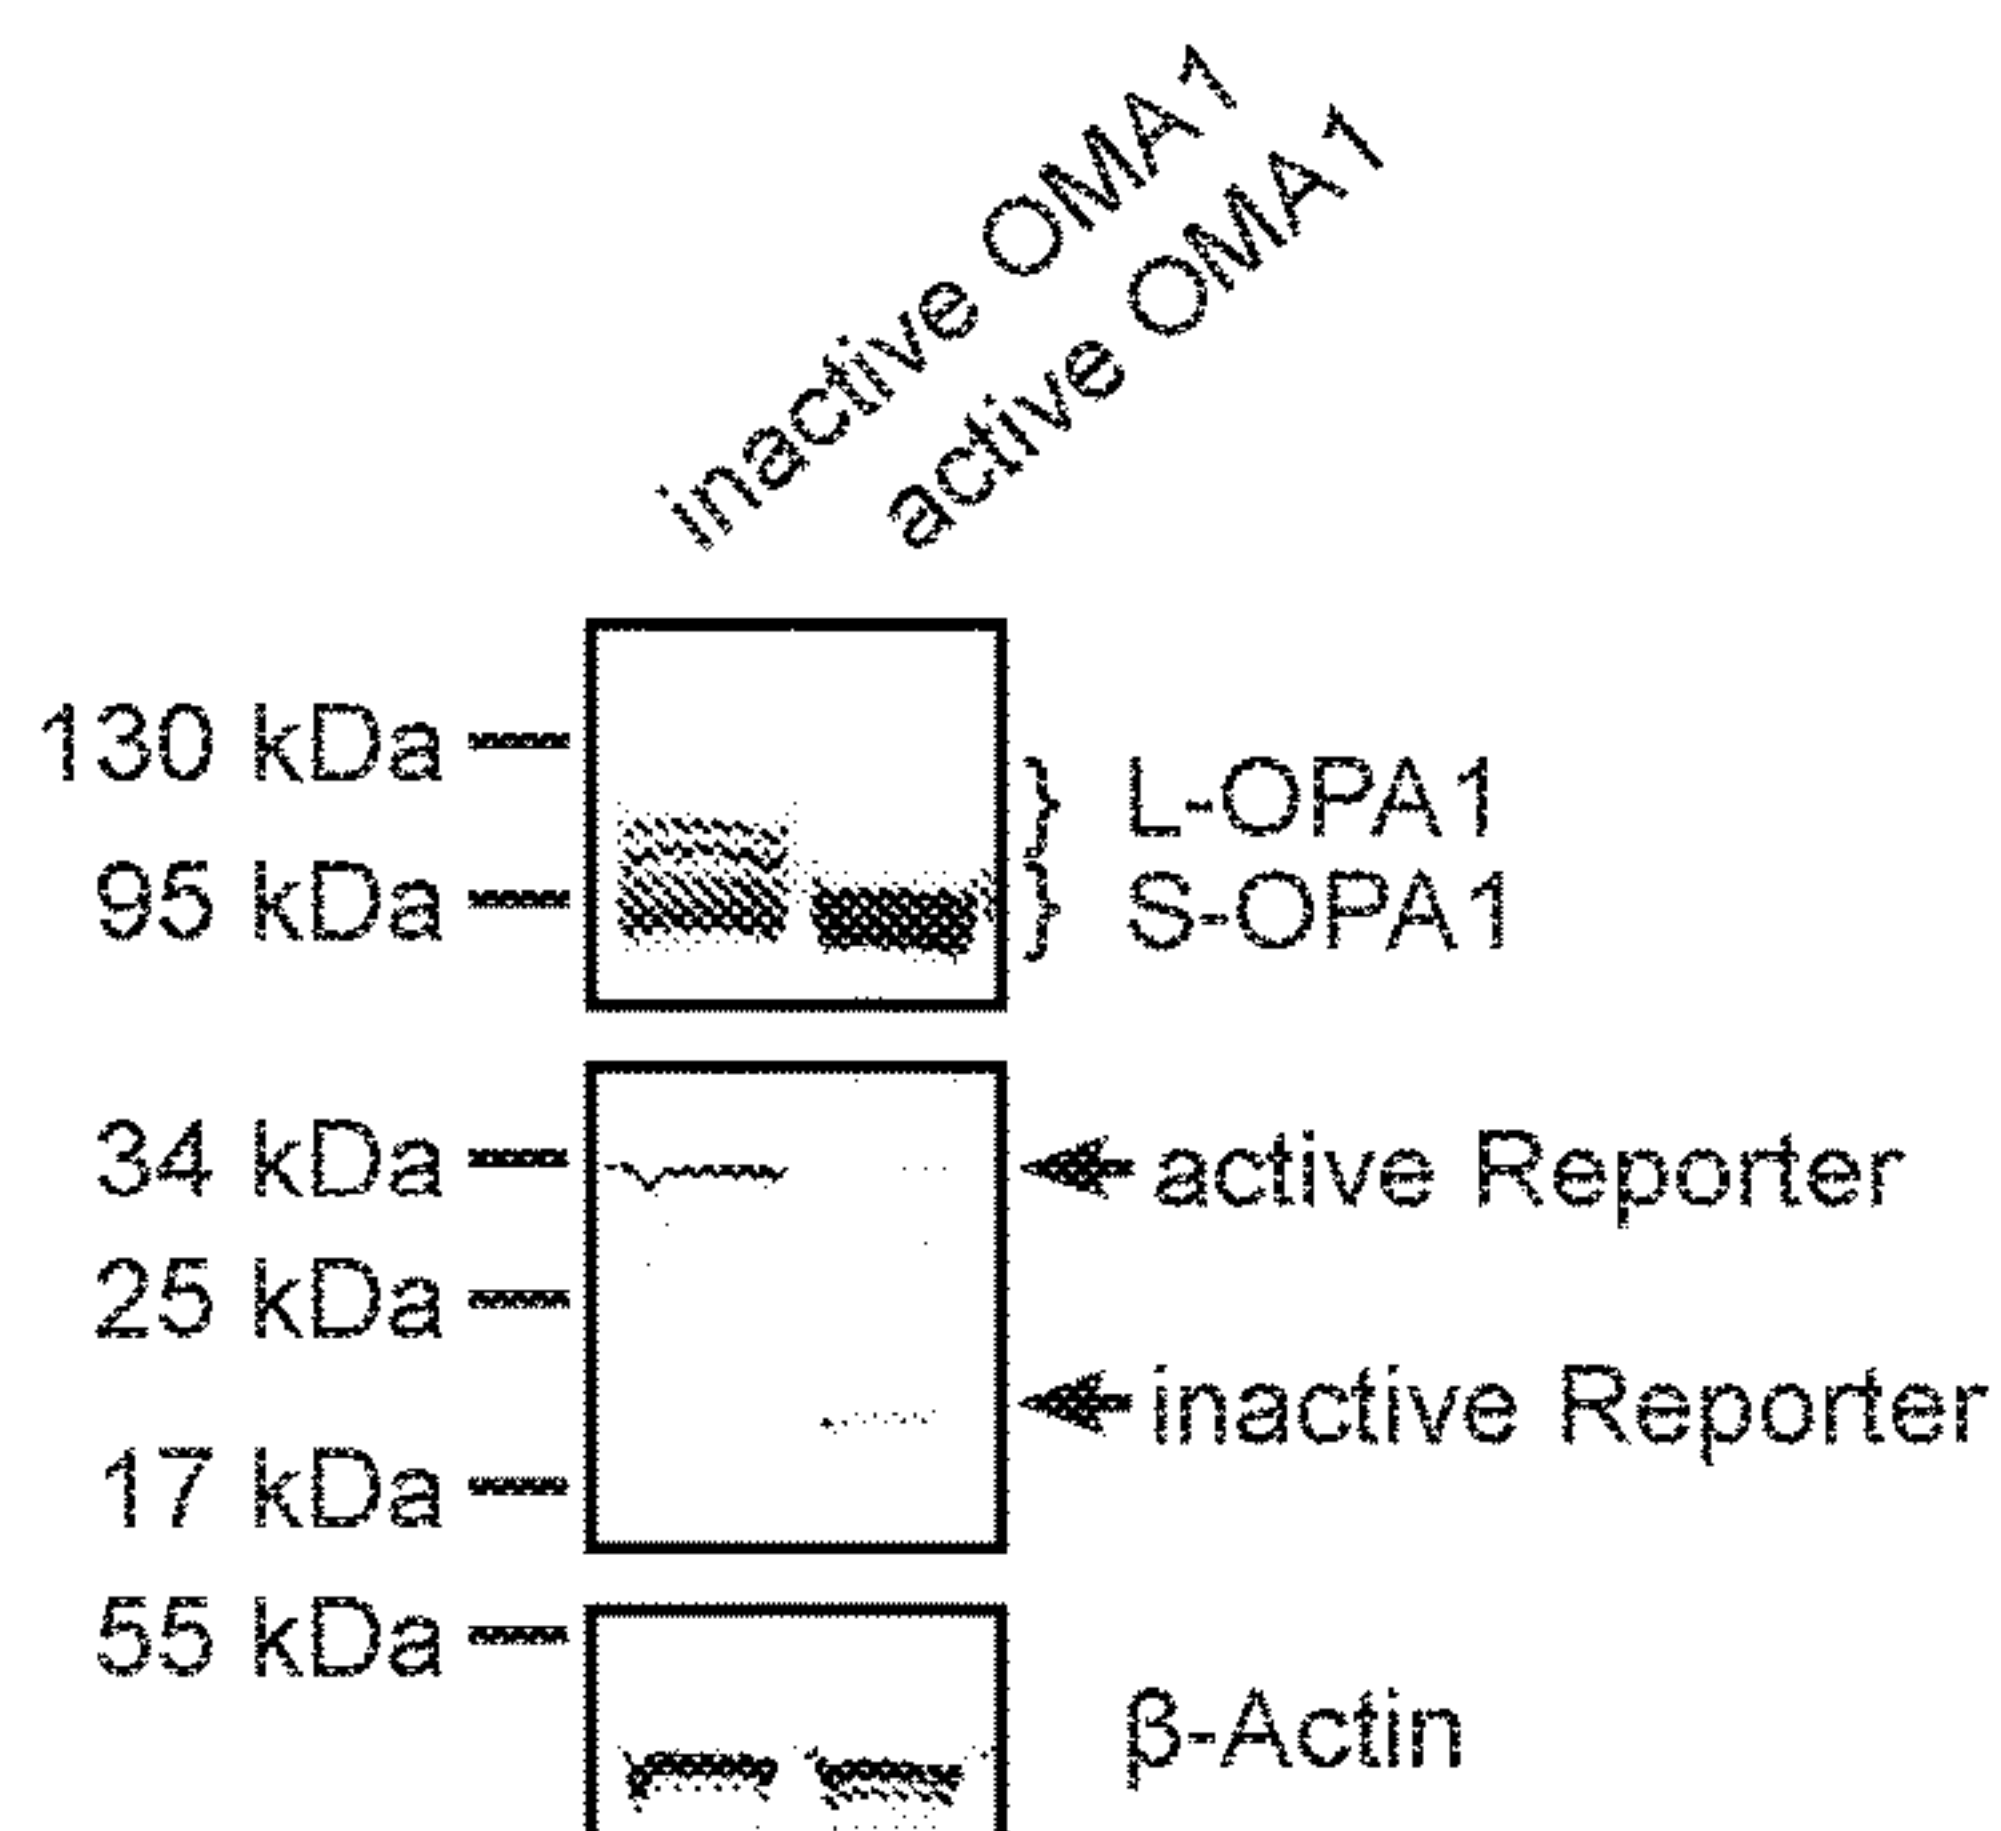 inactive OMA1
active OMA1
130 kDa
L-OPA1
95 kDa
S-OPA1
34 kDa
active Reporter
25 kDa
inactive Reporter
17 kDa
55 kDa
β-Actin